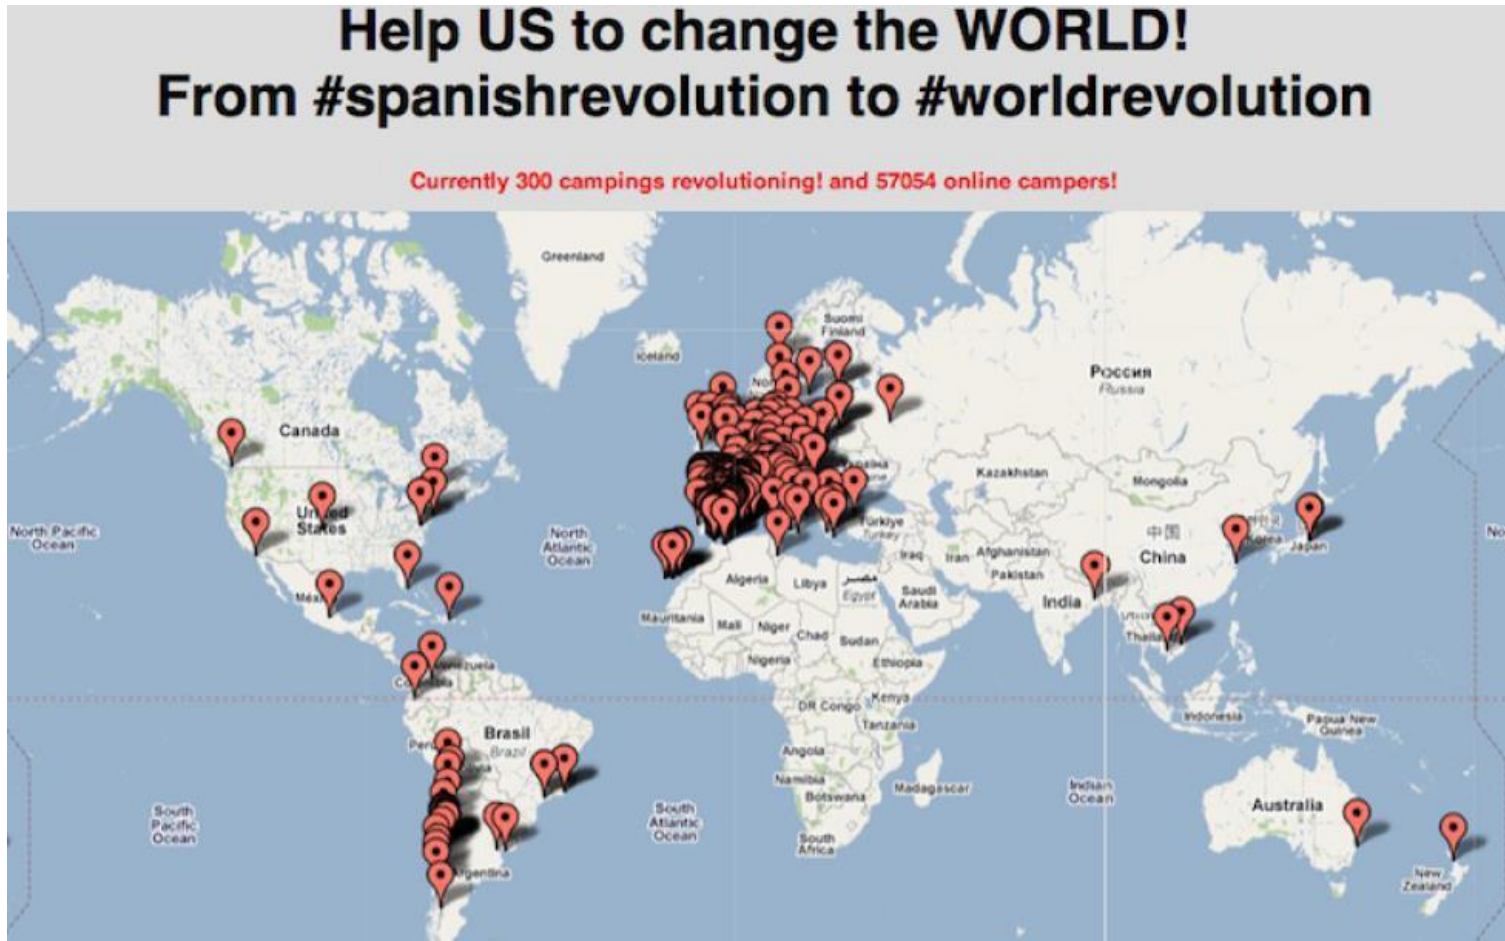 Help US to change the WORLD!
From #spanishrevolution to #worldrevolution
Currently 300 campings revolutioning! and 57054 online campers!
Greenland
Suomi
Finland
Iceland
Россия
Russia
Canada
Kazakhstan
Mongolia
United
States
North Pacific
Ocean
North
Atlantic
Ocean
Türkiye
Turkey
中国
China
Japan
Iraq
Iran
Afghanistan
Pakistan
Algeria
Libya
مصر
Egypt
Saudi
Arabia
India
Mauritania
Mali
Niger
Chad
Sudan
Nigeria
Ethiopia
DR Congo
Kenya
Tanzania
Indonesia
Papua New
Guinea
Brasil
Brazil
Angola
Namibia
Botswana
Madagascar
Indian
Ocean
Australia
South
Pacific
Ocean
South
Atlantic
Ocean
South
Africa
New
Zealand